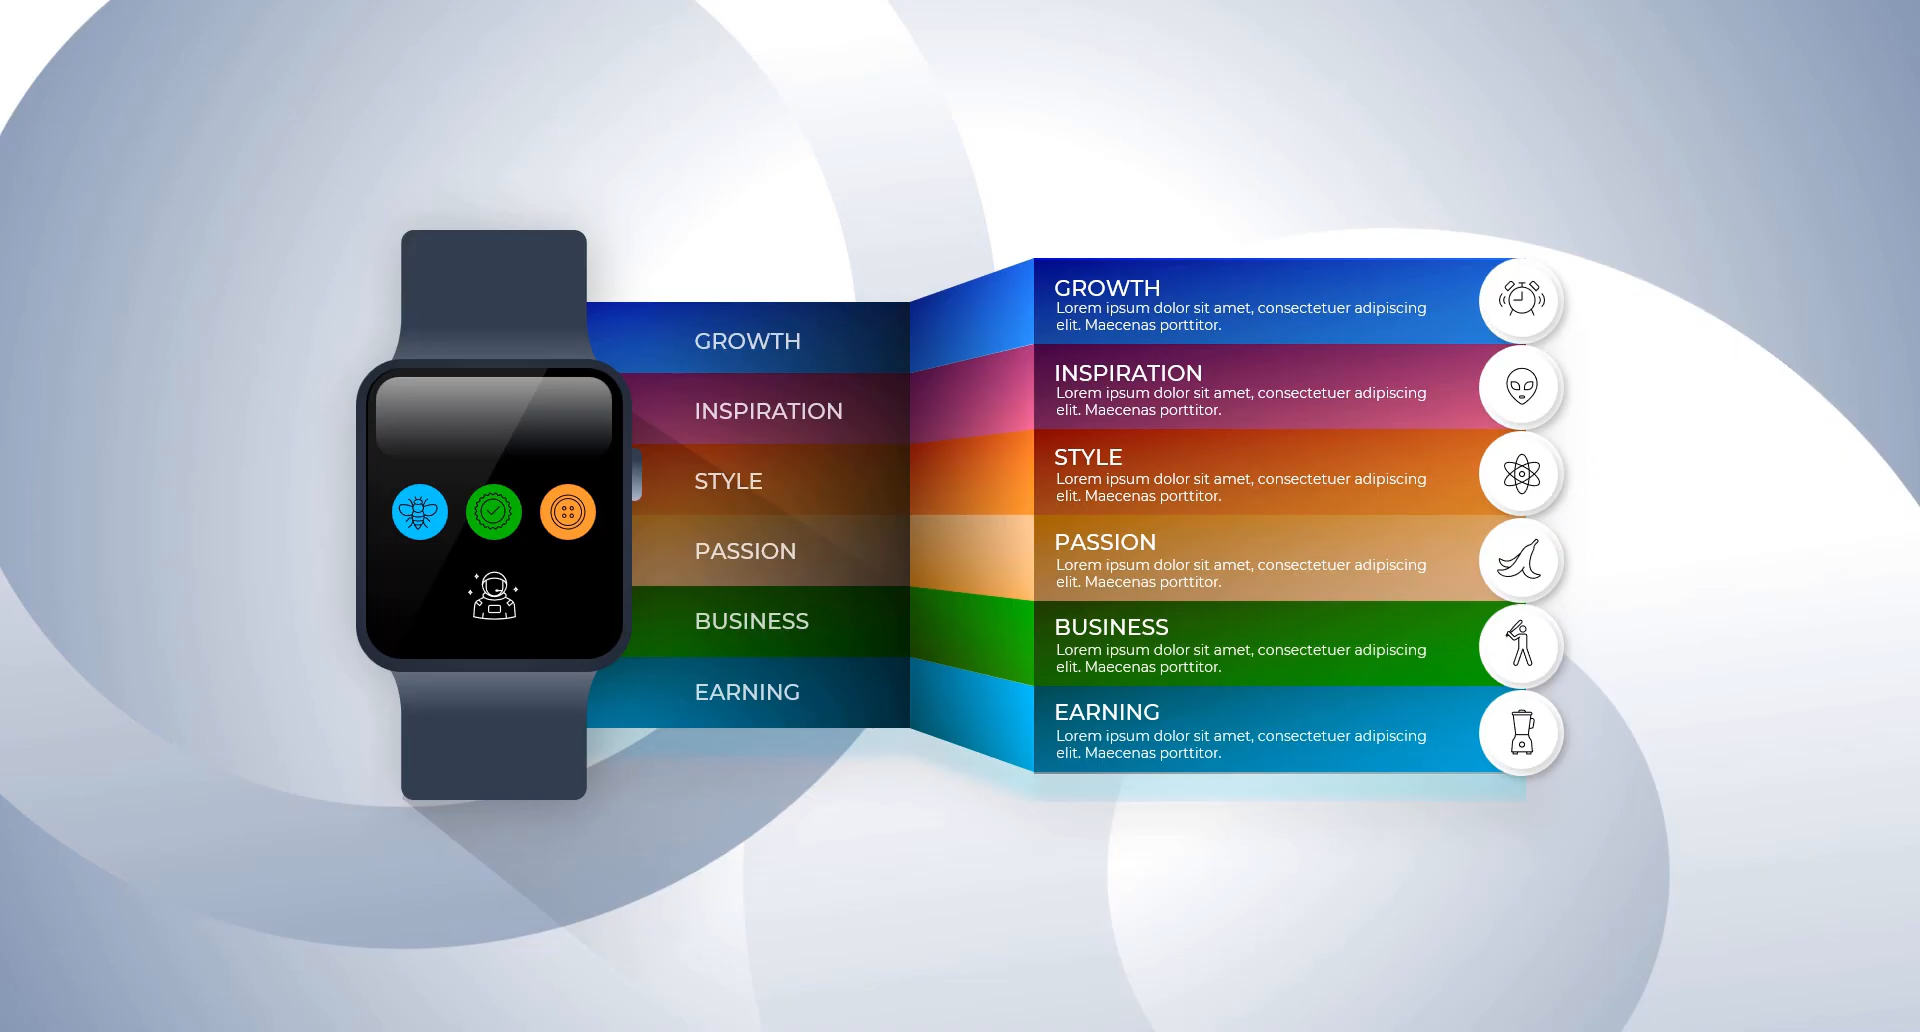 GROWTH
INSPIRATION
STYLE
PASSION
BUSINESS
EARNING
GROWTH
Lorem ipsum dolor sit amet, consectetuer adipiscing
elit. Maecenas porttitor.
INSPIRATION
Lorem ipsum dolor sit amet, consectetuer adipiscing
elit. Maecenas porttitor.
STYLE
Lorem ipsum dolor sit amet, consectetuer adipiscing
elit. Maecenas porttitor.
PASSION
Lorem ipsum dolor sit amet, consectetuer adipiscing
elit. Maecenas porttitor.
BUSINESS
Lorem ipsum dolor sit amet, consectetuer adipiscing
elit. Maecenas porttitor.
EARNING
Lorem ipsum dolor sit amet, consectetuer adipiscing
elit. Maecenas porttitor.